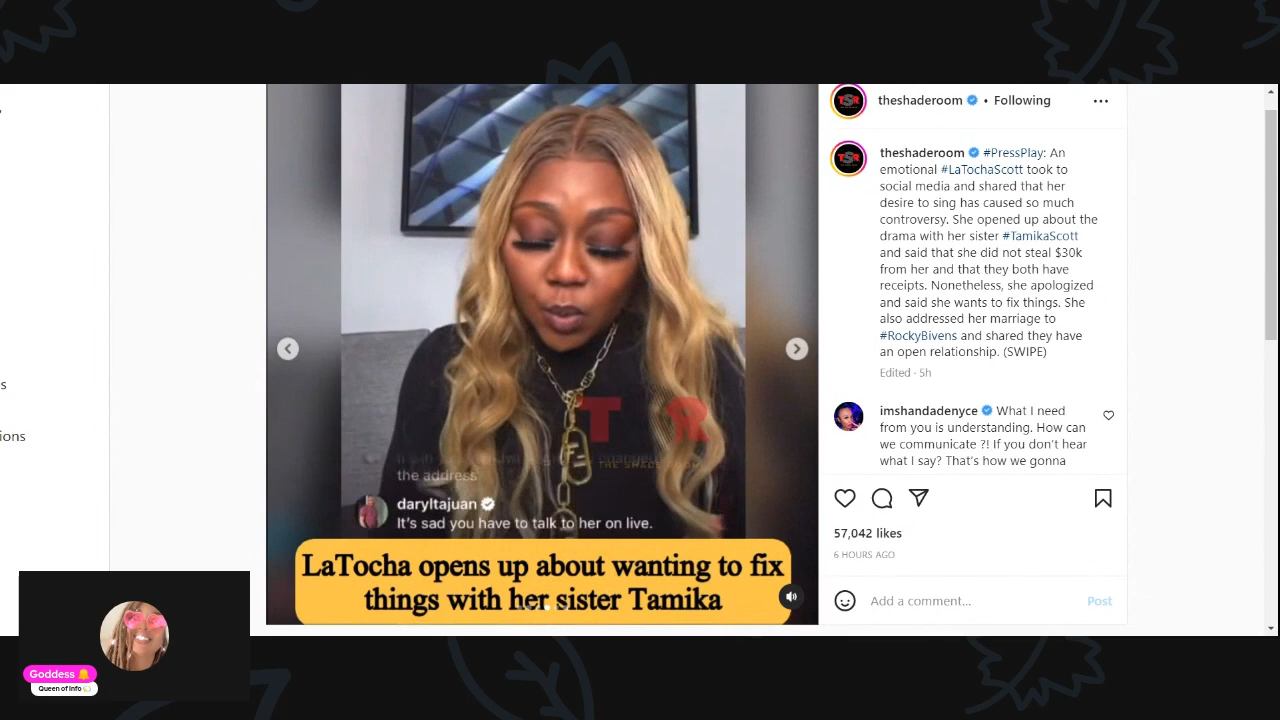 s
ions
T R
THE SHADE ROOM
the address
daryltajuan
It's sad you have to talk to her on live.
LaTocha opens up about wanting to fix
things with her sister Tamika
theshaderoom • Following
theshaderoom #PressPlay: An
emotional #LaTochaScott took to
social media and shared that her
desire to sing has caused so much
controversy. She opened up about the
drama with her sister #TamikaScott
and said that she did not steal $30k
from her and that they both have
receipts. Nonetheless, she apologized
and said she wants to fix things. She
also addressed her marriage to
#RockyBivens and shared they have
an open relationship. (SWIPE)
Edited · 5h
imshandadenyce What I need
from you is understanding. How can
we communicate ?! If you don't hear
what I say? That's how we gonna
57,042 likes
6 HOURS AGO
Add a comment... Post
Goddess
Queen of Info